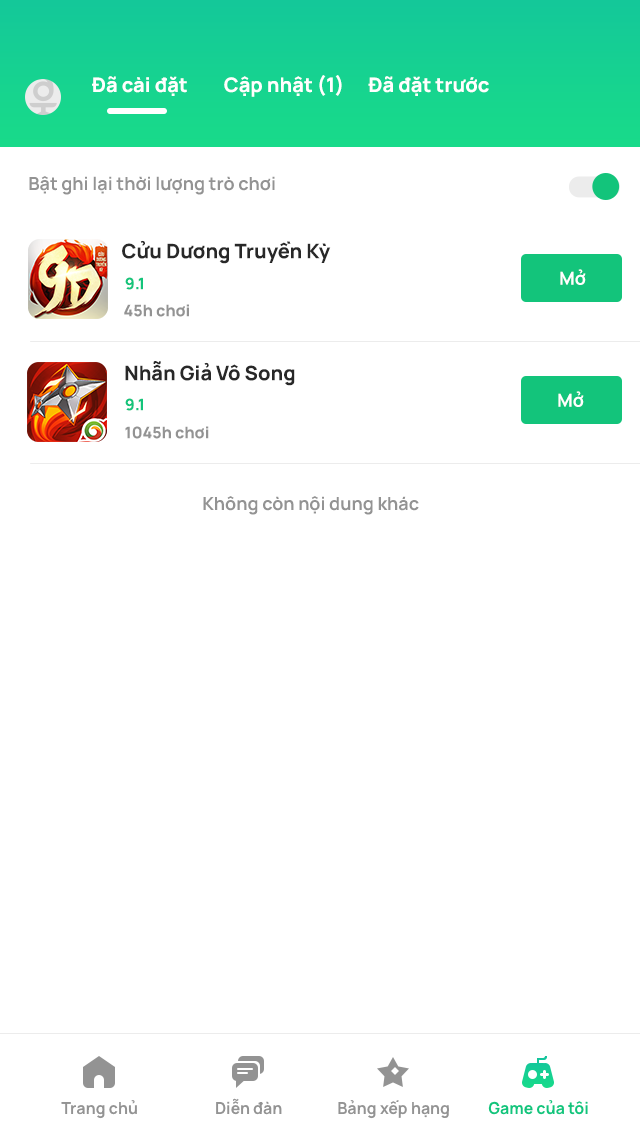 Đã cài đặt Cập nhật (1) Đã đặt trước
Bật ghi lại thời lượng trò chơi
Cửu Dương Truyền Kỳ
9.1
45h chơi
Mở
9D
Nhẫn Giả Vô Song
9.1
1045h chơi
Mở
Không còn nội dung khác
Trang chủ Diễn đàn Bảng xếp hạng Game của tôi